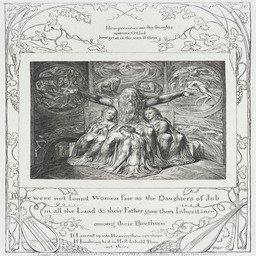 How precious are thy thoughts
unto me O God
how great is the sum of them
There were not found Women fair as the Daughters of Job
in all the Land & their Father gave them Inheritance
among their Brethren
If I ascend up into Heaven thou art there
If I make my bed in Hell behold Thou
art there